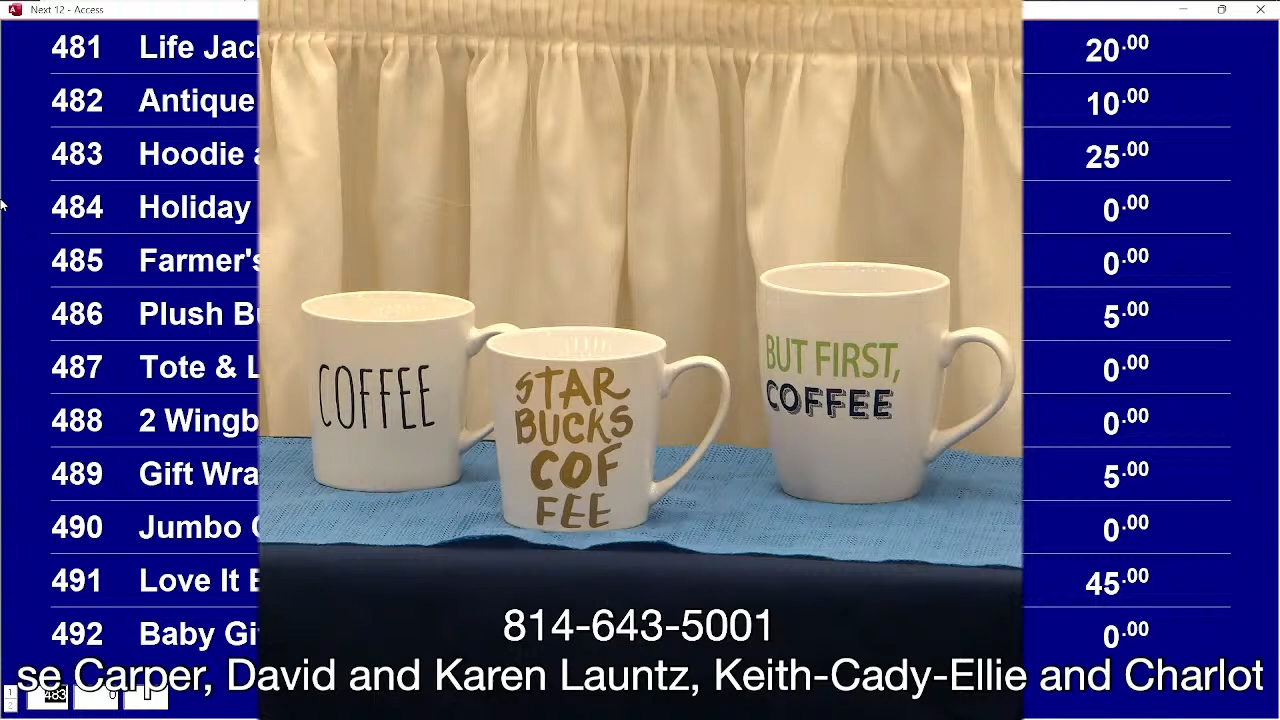 Next 12 - Access
481 Life Jac 20.00
482 Antique 10.00
483 Hoodie 25.00
484 Holiday 0.00
485 Farmer's 0.00
486 Plush B 5.00
487 Tote & L 0.00
488 2 Wingb 0.00
489 Gift Wra 5.00
490 Jumbo 0.00
491 Love It 45.00
492 Baby Gi 0.00
COFFEE
STAR
BUCKS
COF
FEE
BUT FIRST,
COFFEE
814-643-5001
se Carper, David and Karen Launtz, Keith-Cady-Ellie and Charlot
483